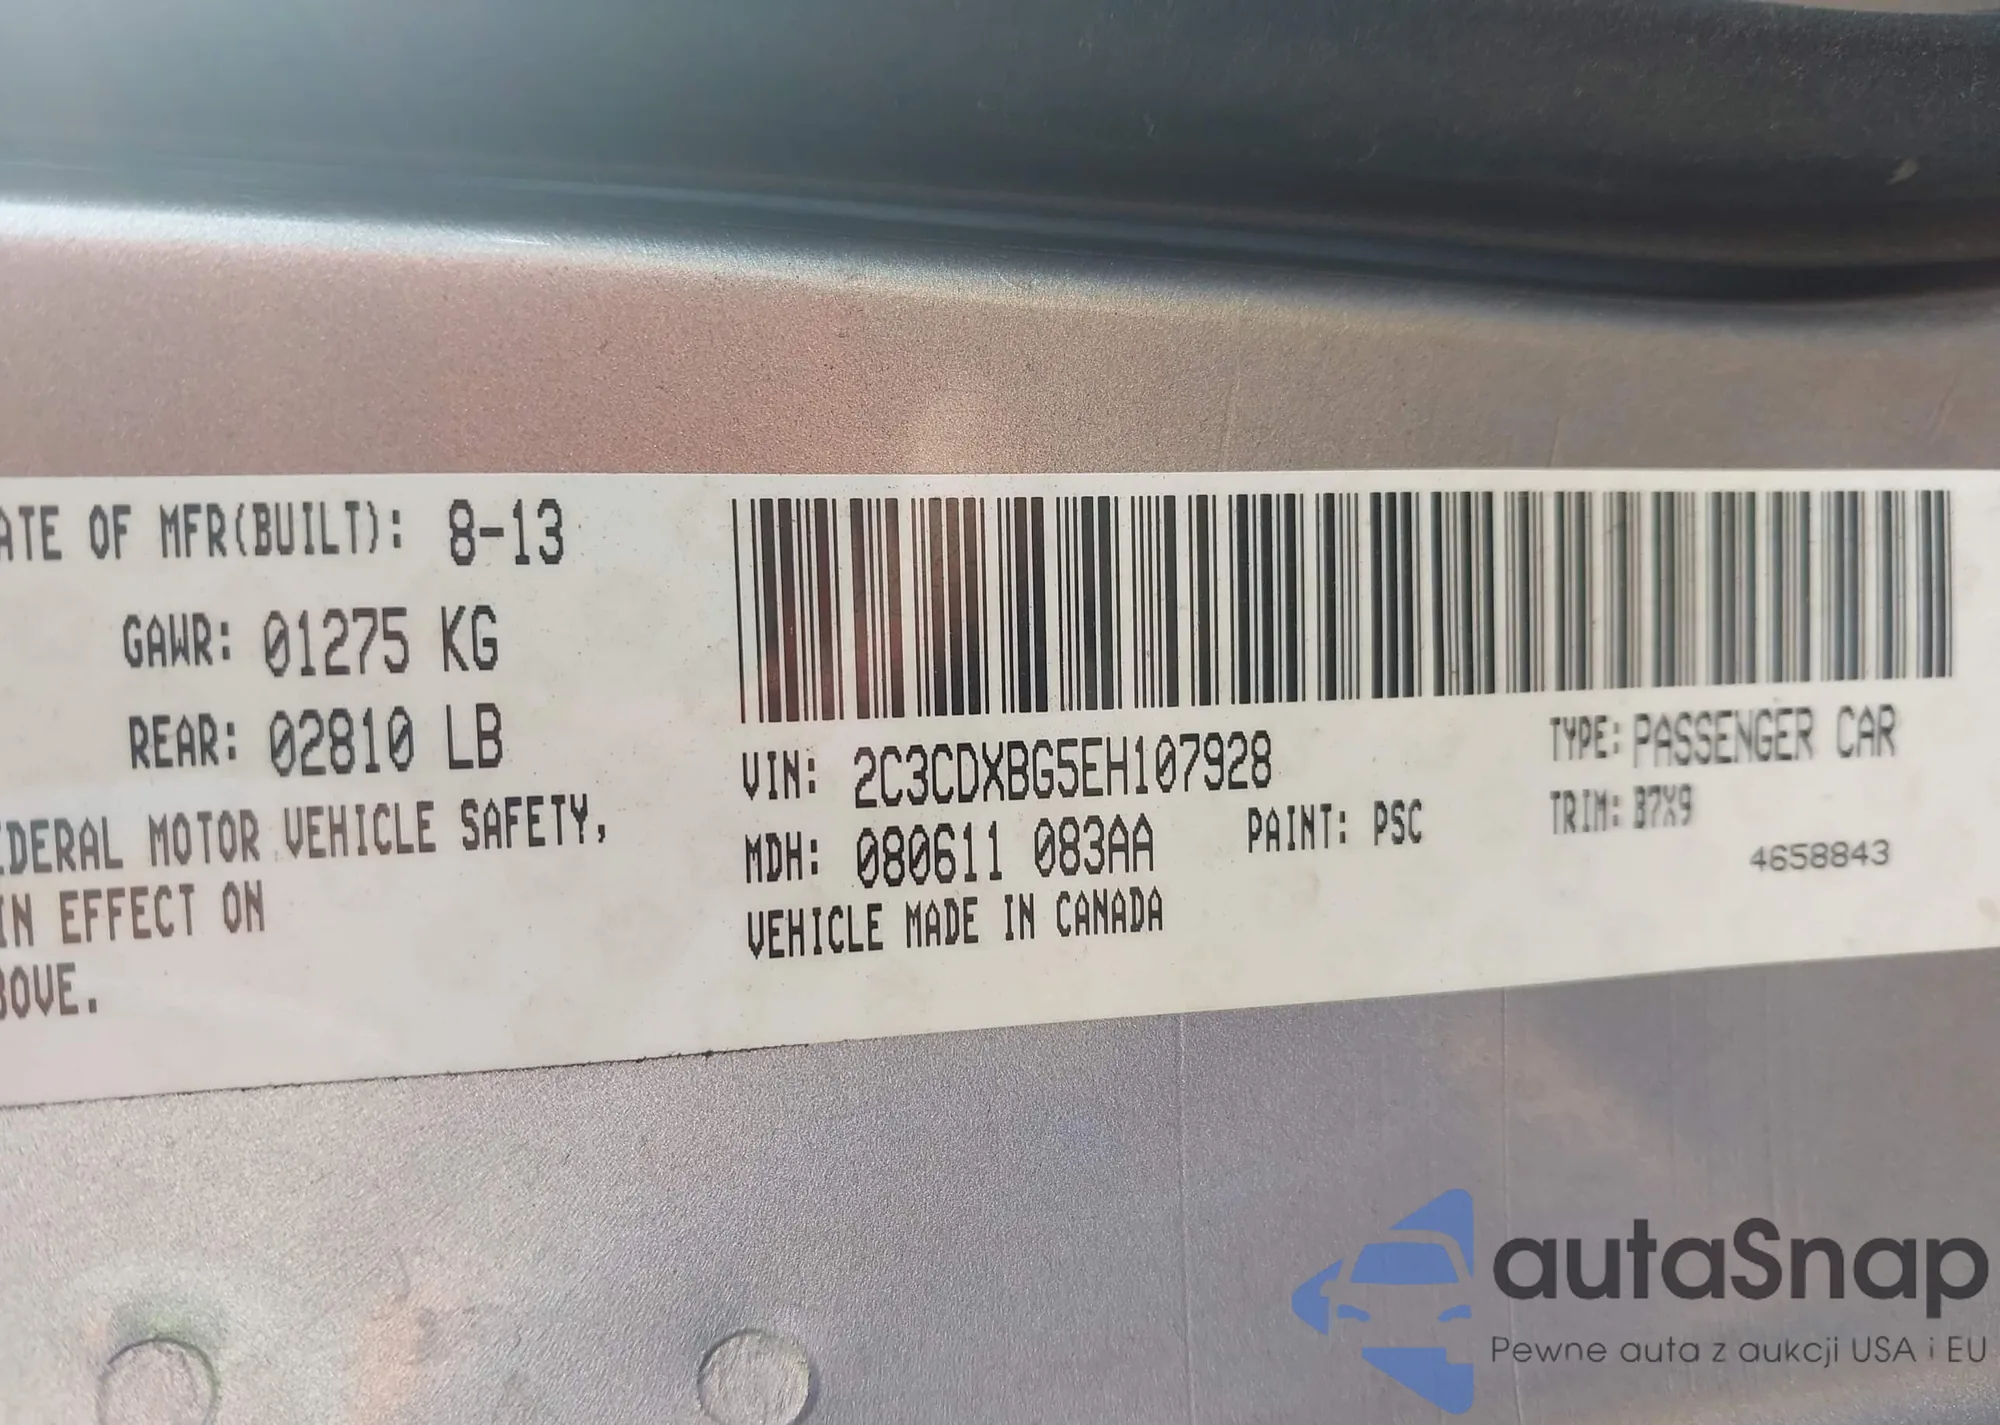 ATE OF MFR(BUILT): 8-13
GAWR: 01275 KG
REAR: 02810 LB
EDERAL MOTOR VEHICLE SAFETY,
IN EFFECT ON
BOVE.
VIN: 2C3CDXBG5EH107928
TYPE: PASSENGER CAR
MDH: 080611 083AA
PAINT: PSC
TRIM: B7X9
4658843
VEHICLE MADE IN CANADA
autaSnap
Pewne auta z aukcji USA i EU